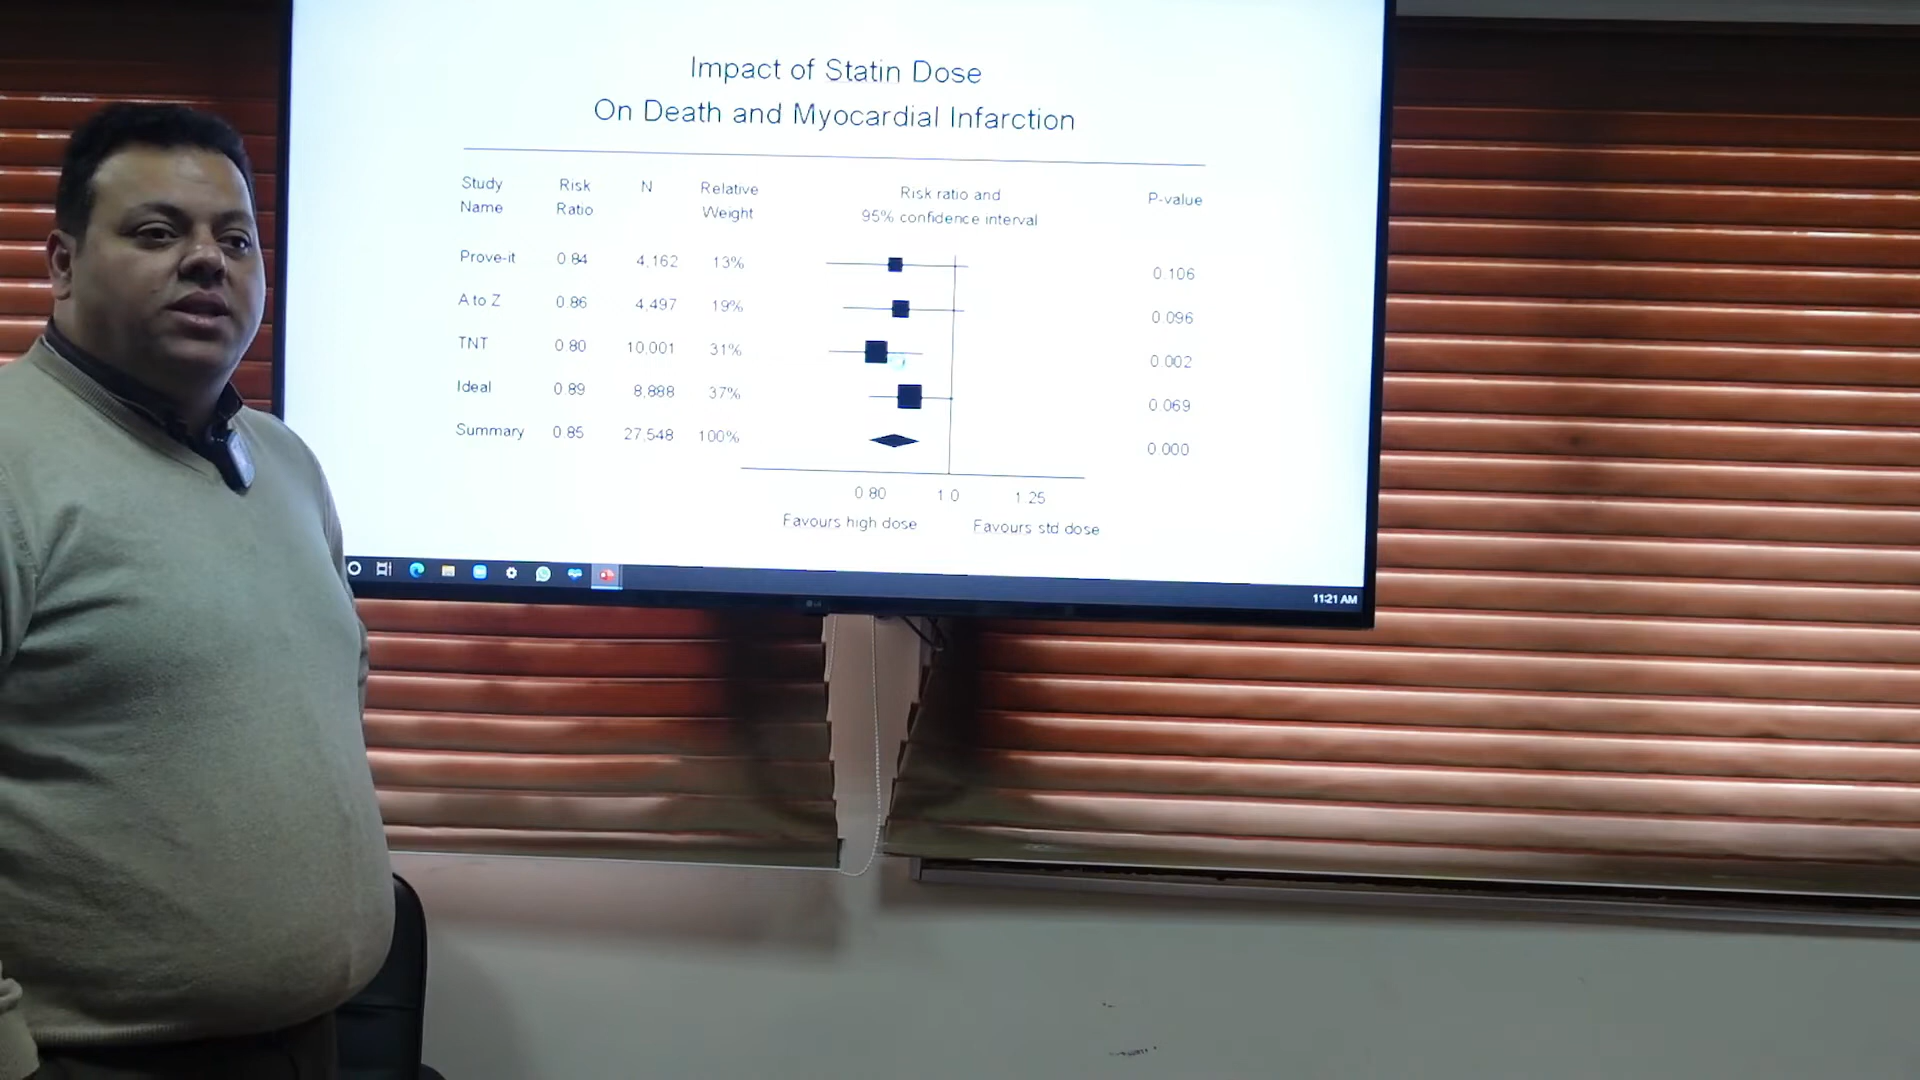 Impact of Statin Dose
On Death and Myocardial Infarction
Study Name Risk Ratio N Relative Weight Risk ratio and 95% confidence interval P-value
Prove-it 0.84 4,162 13% 0.106
A to Z 0.86 4,497 19% 0.096
TNT 0.80 10,001 31% 0.002
Ideal 0.89 8,888 37% 0.069
Summary 0.85 27,548 100% 0.000
0.80 1.0 1.25
Favours high dose Favours std dose
11:21 AM
LG